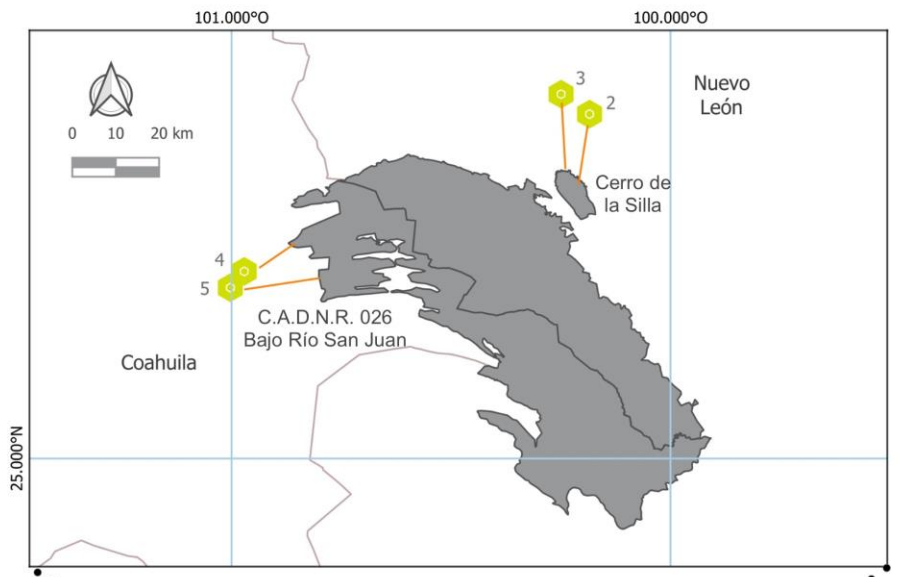 101.000°O
100.000°O
3
2
Nuevo
León
0 10 20 km
Cerro de
la Silla
4
5
C.A.D.N.R. 026
Bajo Río San Juan
Coahuila
25.000°N